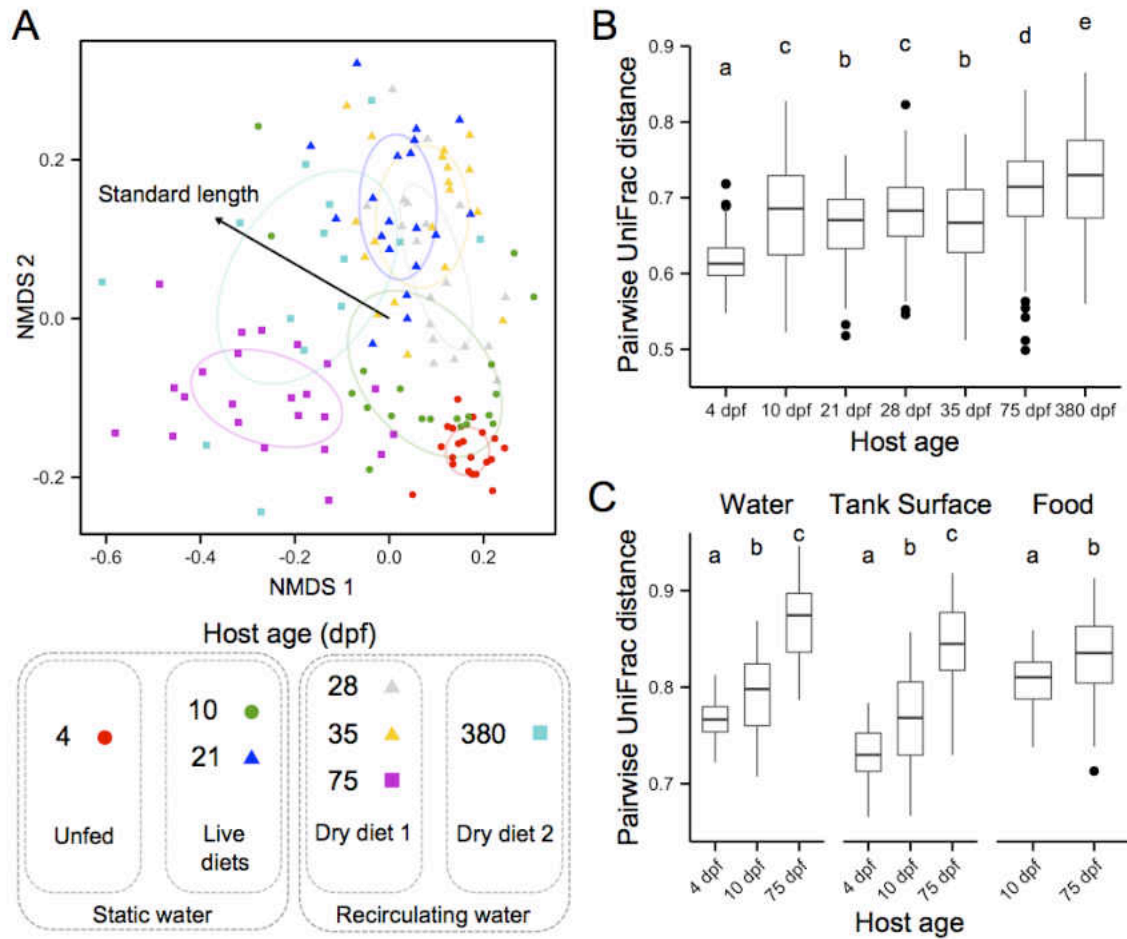 A
Standard length
NMDS 2
0.2
0.0
-0.2
-0.6 -0.4 -0.2 0.0 0.2
NMDS 1
Host age (dpf)
4
Unfed
10
21
Live
diets
28
35
75
Dry diet 1
380
Dry diet 2
Static water
Recirculating water
B
Pairwise UniFrac distance
0.9
0.8
0.7
0.6
0.5
a c b c b d e
4 dpf 10 dpf 21 dpf 28 dpf 35 dpf 75 dpf 380 dpf
Host age
C
Water Tank Surface Food
Pairwise UniFrac distance
0.9
0.8
0.7
a b c a b c a b
4 dpf 10 dpf 75 dpf 4 dpf 10 dpf 75 dpf 10 dpf 75 dpf
Host age